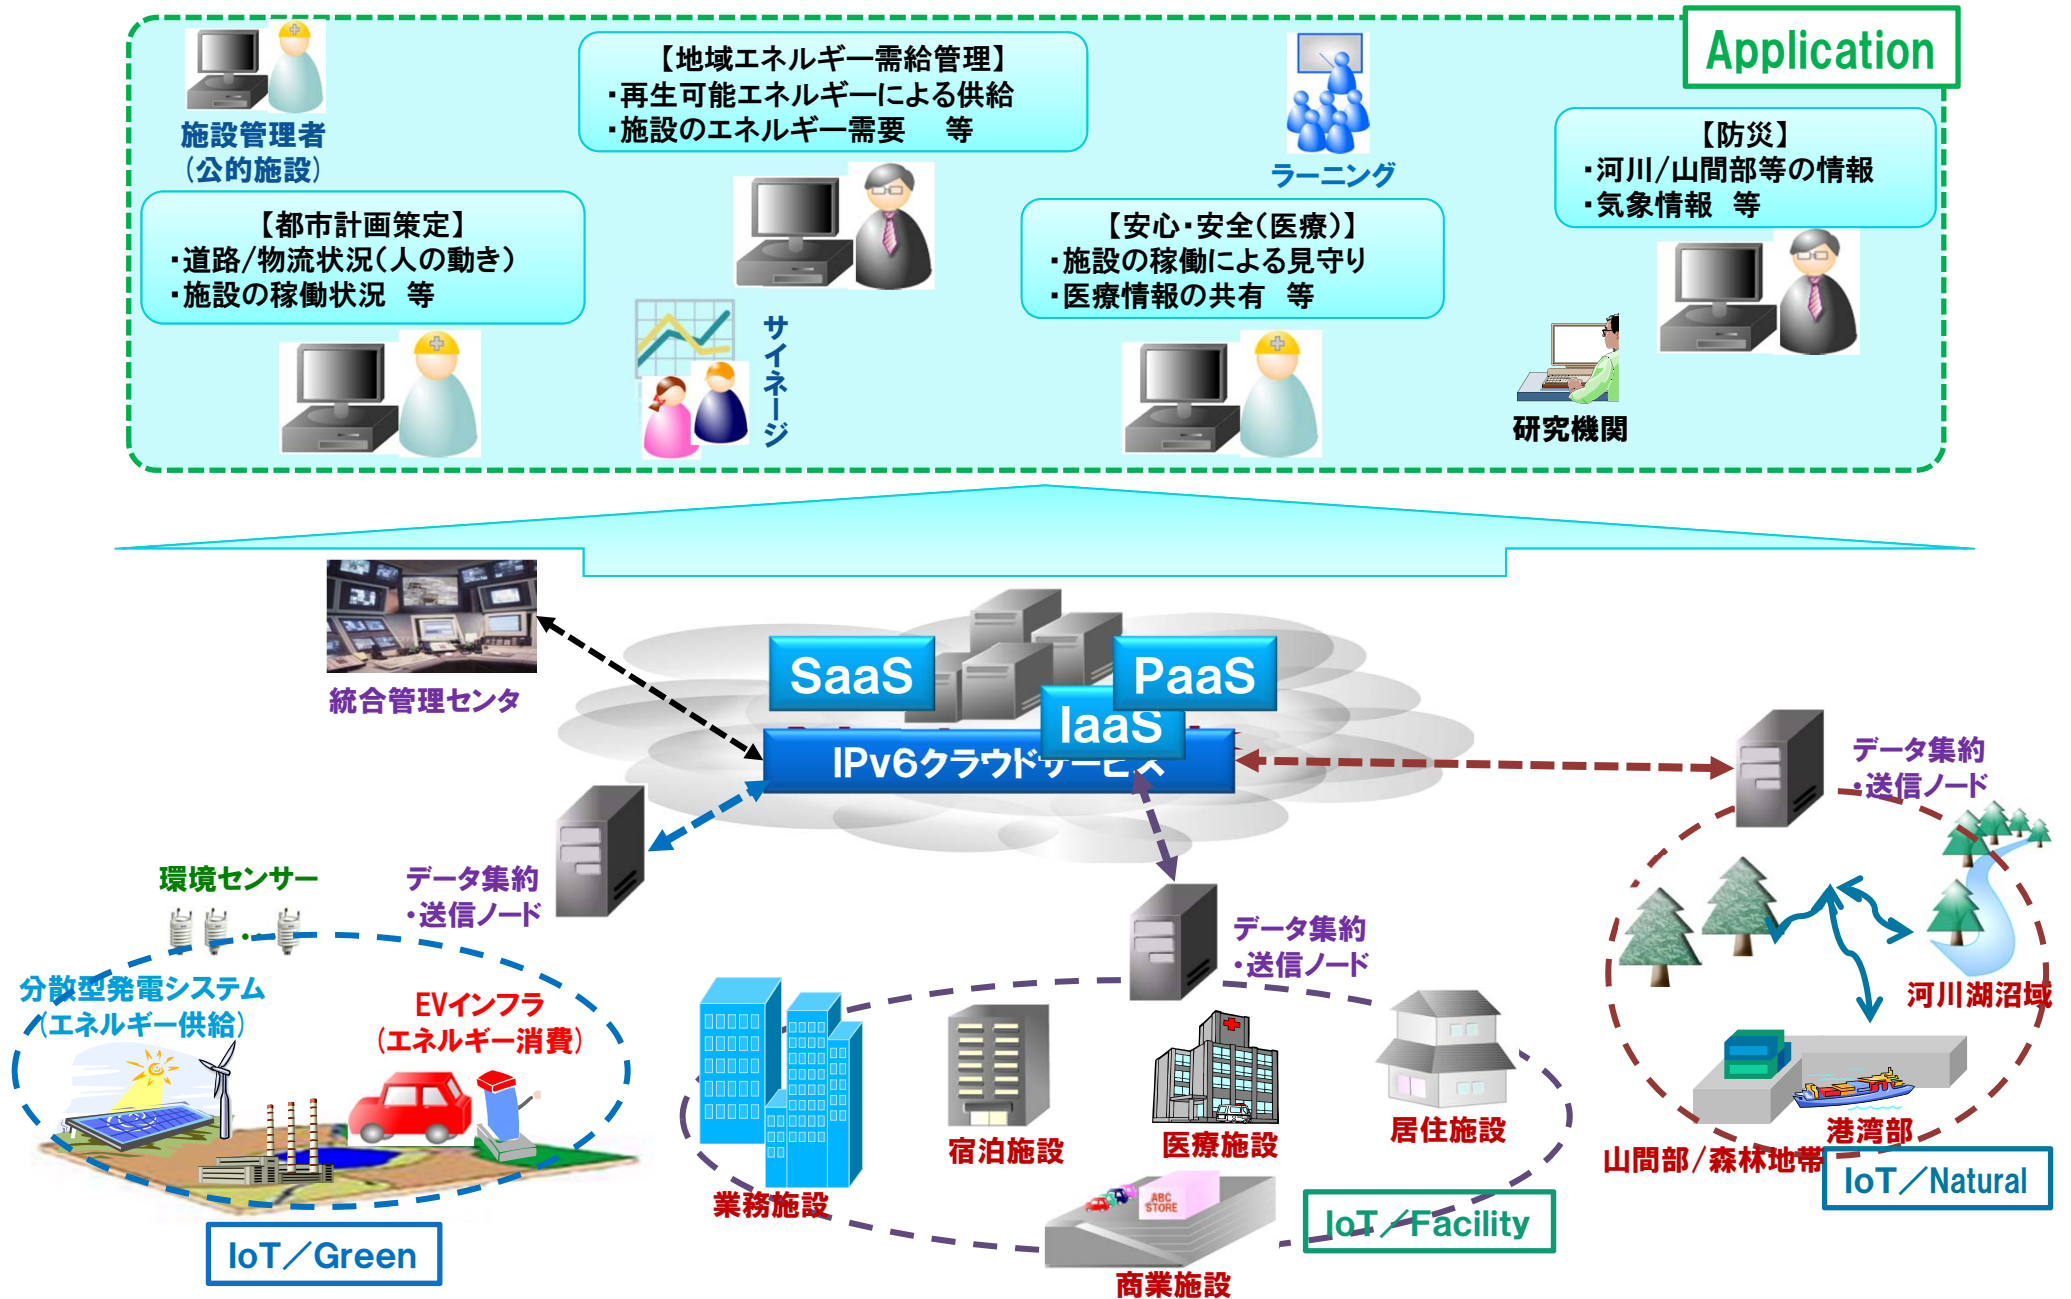 Application
施設管理者
(公的施設)
【地域エネルギー需給管理】
・再生可能エネルギーによる供給
・施設のエネルギー需要　等
ラーニング
【防災】
・河川/山間部等の情報
・気象情報　等
【都市計画策定】
・道路/物流状況(人の動き)
・施設の稼働状況　等
【安心・安全(医療)】
・施設の稼働による見守り
・医療情報の共有　等
サイネージ
研究機関
統合管理センタ
SaaS
PaaS
IaaS
IPv6クラウドサービス
データ集約
・送信ノード
環境センサー
データ集約
・送信ノード
データ集約
・送信ノード
分散型発電システム
(エネルギー供給)
EVインフラ
(エネルギー消費)
河川湖沼域
宿泊施設
医療施設
居住施設
港湾部
山間部/森林地帯
IoT／Natural
業務施設
ABC
STORE
IoT／Facility
IoT／Green
商業施設